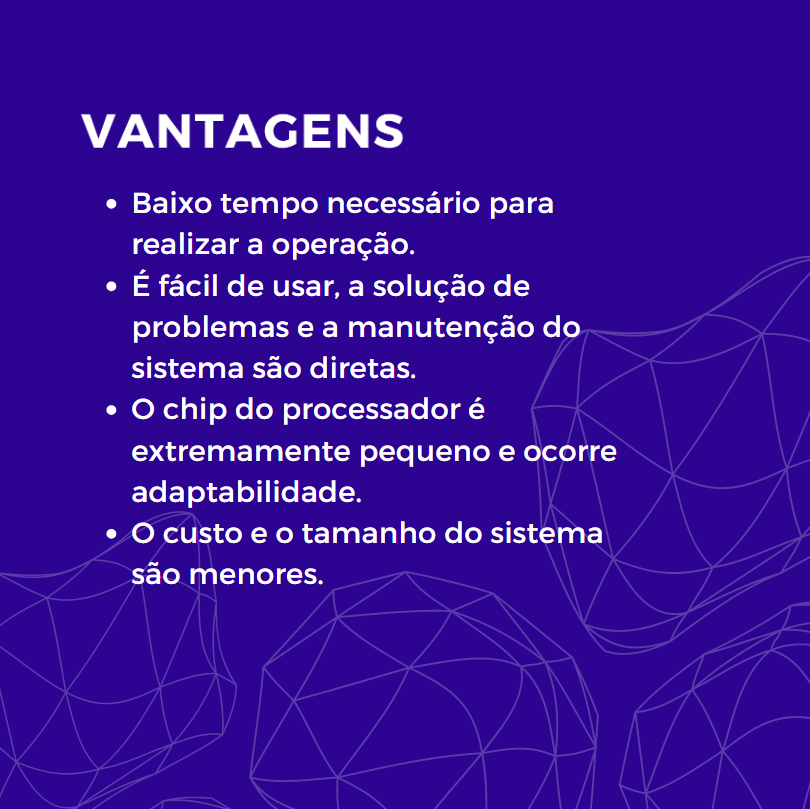 VANTAGENS
• Baixo tempo necessário para
realizar a operação.
• É fácil de usar, a solução de
problemas e a manutenção do
sistema são diretas.
• O chip do processador é
extremamente pequeno e ocorre
adaptabilidade.
• O custo e o tamanho do sistema
são menores.